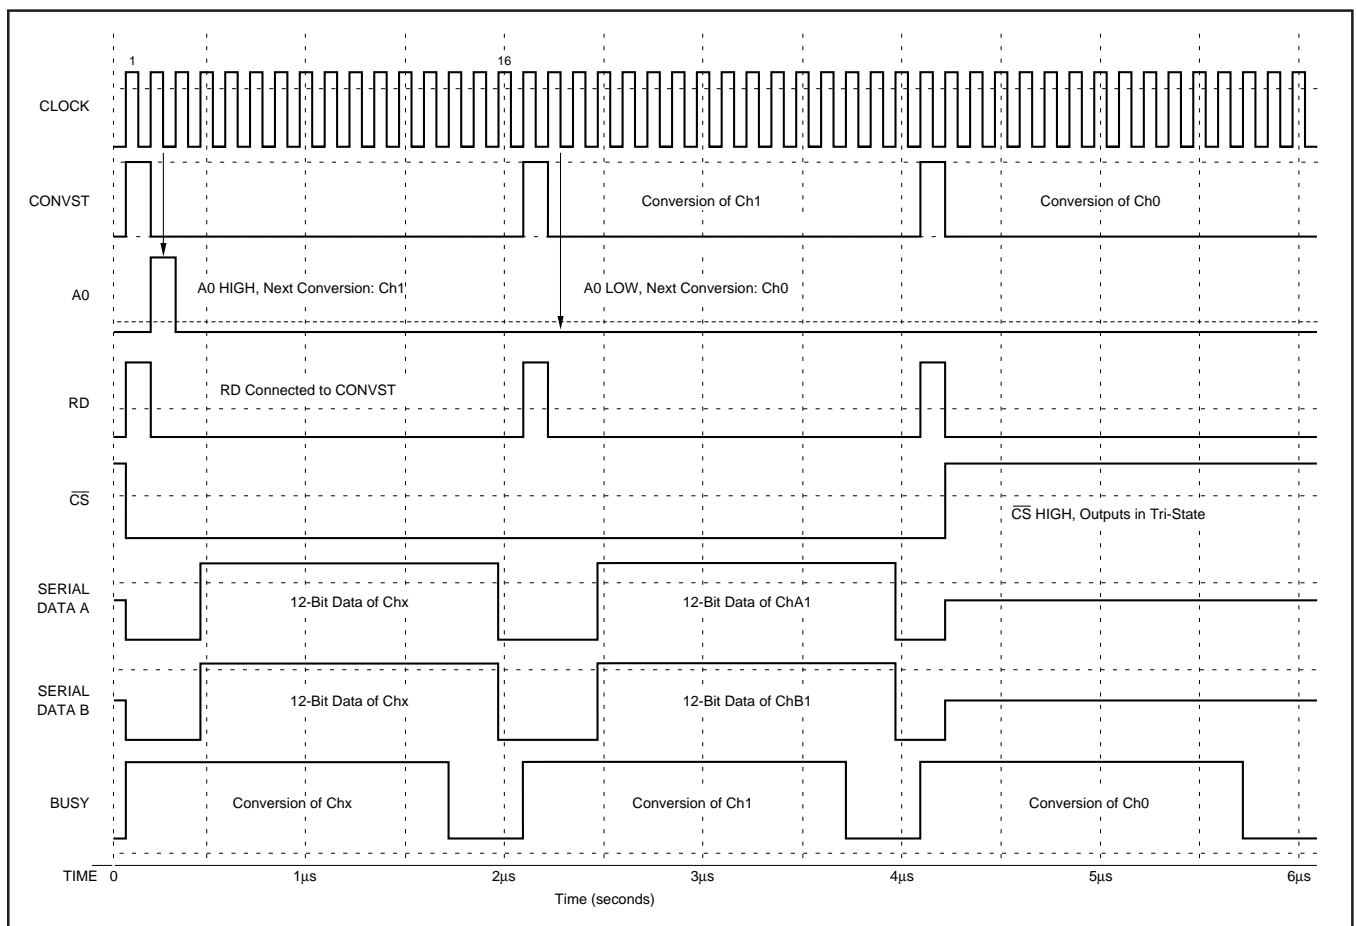 1
16
CLOCK
CONVST
Conversion of Ch1
Conversion of Ch0
A0
A0 HIGH, Next Conversion: Ch1
A0 LOW, Next Conversion: Ch0
RD
RD Connected to CONVST
CS
CS HIGH, Outputs in Tri-State
SERIAL
DATA A
12-Bit Data of Chx
12-Bit Data of ChA1
SERIAL
DATA B
12-Bit Data of Chx
12-Bit Data of ChB1
BUSY
Conversion of Chx
Conversion of Ch1
Conversion of Ch0
TIME
0
1µs
2µs
3µs
4µs
5µs
6µs
Time (seconds)